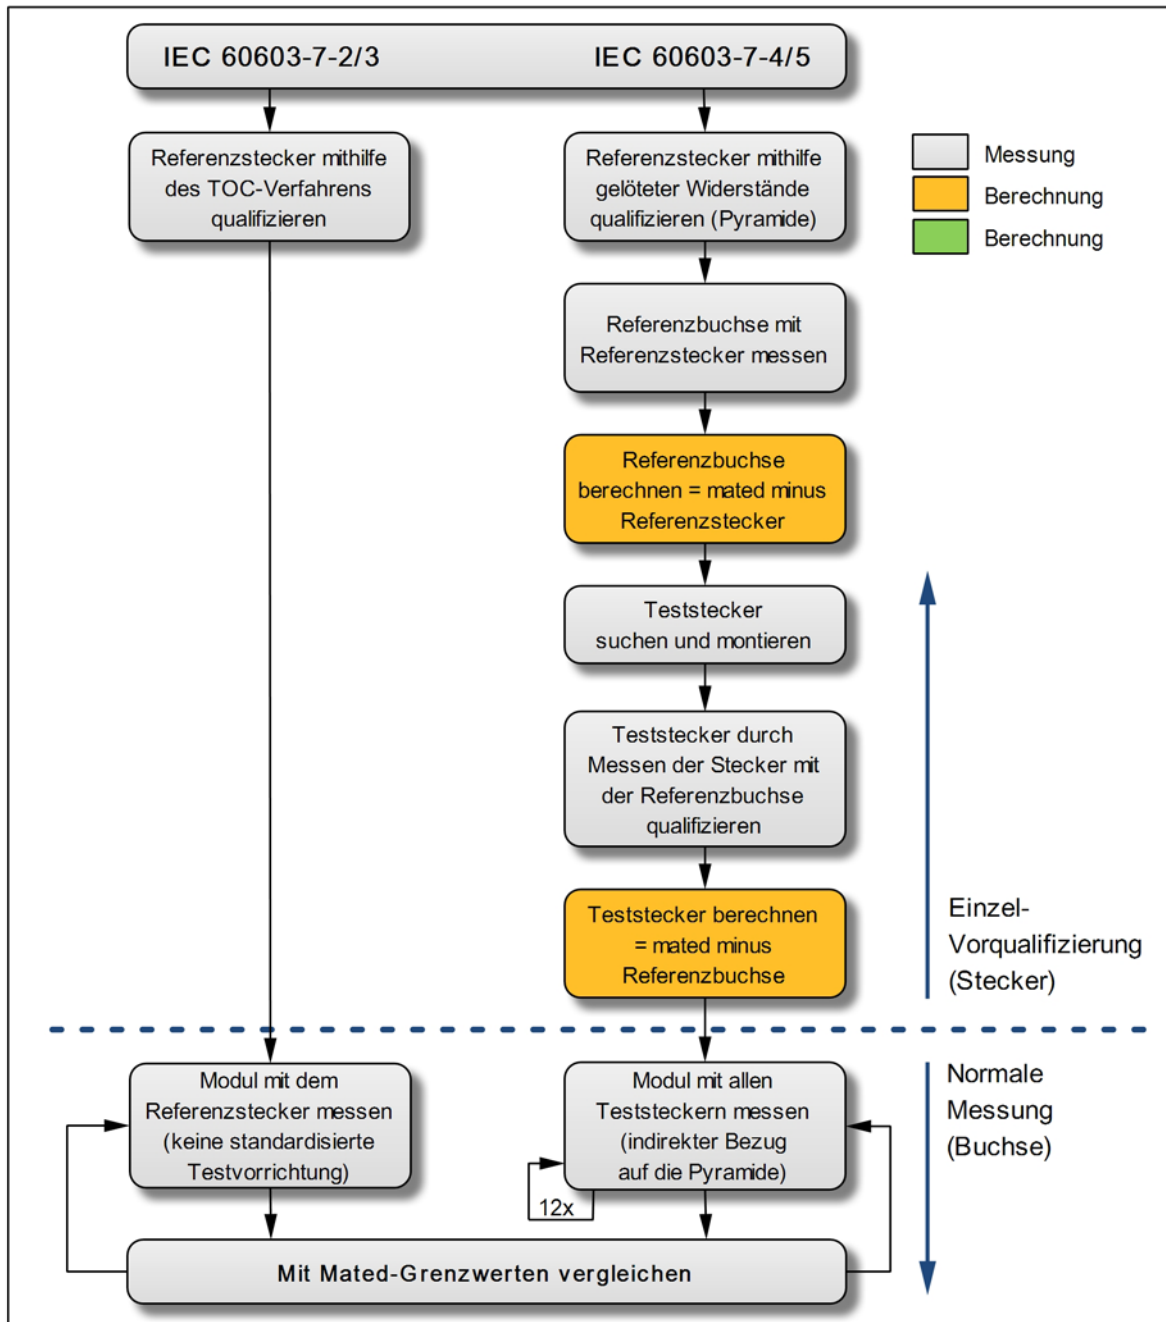 IEC 60603-7-2/3
IEC 60603-7-4/5
Referenzstecker mithilfe
des TOC-Verfahrens
qualifizieren
Referenzstecker mithilfe
gelöteter Widerstände
qualifizieren (Pyramide)
Messung
Berechnung
Berechnung
Referenzbuchse mit
Referenzstecker messen
Referenzbuchse
berechnen = mated minus
Referenzstecker
Teststecker
suchen und montieren
Teststecker durch
Messen der Stecker mit
der Referenzbuchse
qualifizieren
Teststecker berechnen
= mated minus
Referenzbuchse
Einzel-
Vorqualifizierung
(Stecker)
Modul mit dem
Referenzstecker messen
(keine standardisierte
Testvorrichtung)
Modul mit allen
Teststeckern messen
(indirekter Bezug
auf die Pyramide)
12x
Normale
Messung
(Buchse)
Mit Mated-Grenzwerten vergleichen